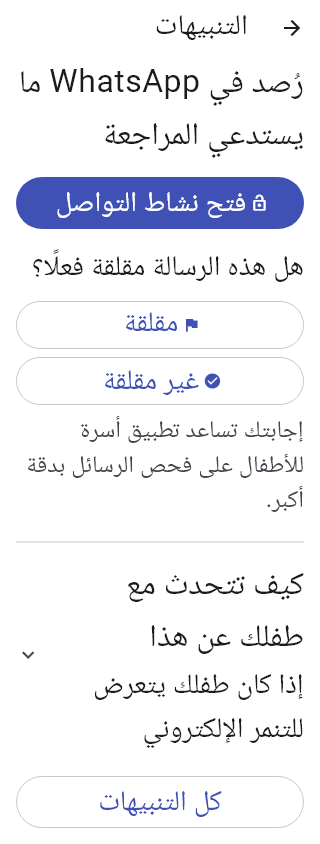 التنبيهات
رُصد في WhatsApp ما
يستدعي المراجعة
فتح نشاط التواصل
هل هذه الرسالة مقلقة فعلًا؟
مقلقة
غير مقلقة
إجابتك تساعد تطبيق أسرة
للأطفال على فحص الرسائل بدقة
أكبر.
كيف تتحدث مع
طفلك عن هذا
إذا كان طفلك يتعرض
للتنمر الإلكتروني
كل التنبيهات